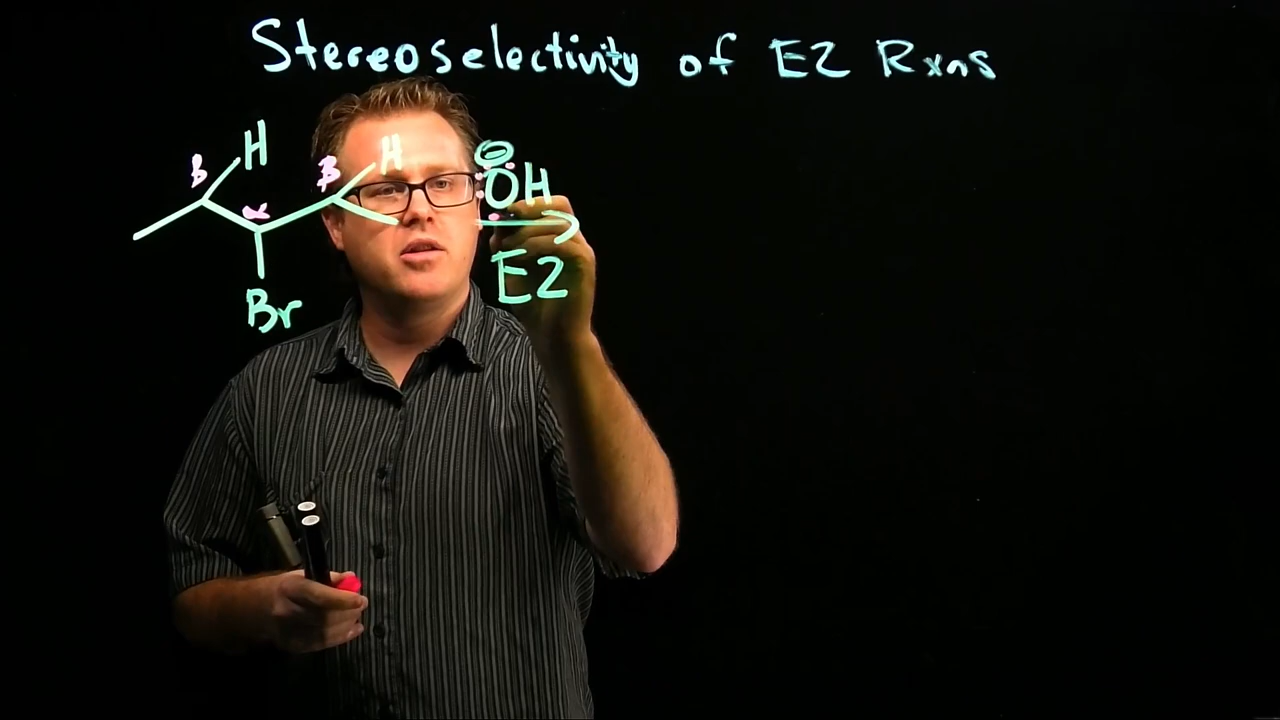 Stereoselectivity of E2 Rxns
H
H
β
β
α
⊖
OH
E2
Br